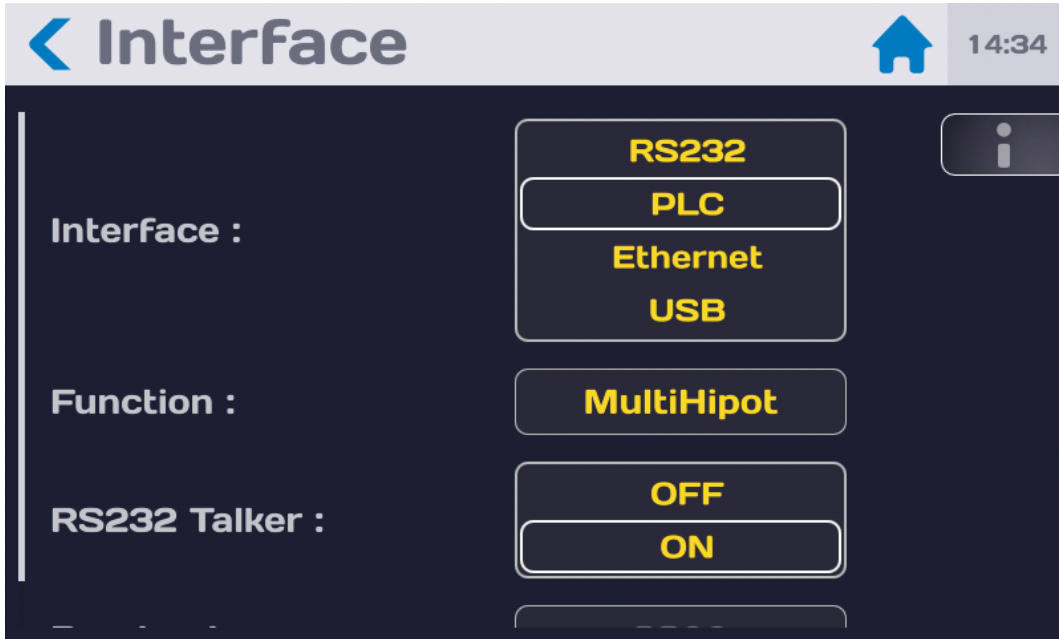 Interface
14:34
Interface :
RS232
PLC
Ethernet
USB
Function :
MultiHipot
RS232 Talker :
OFF
ON